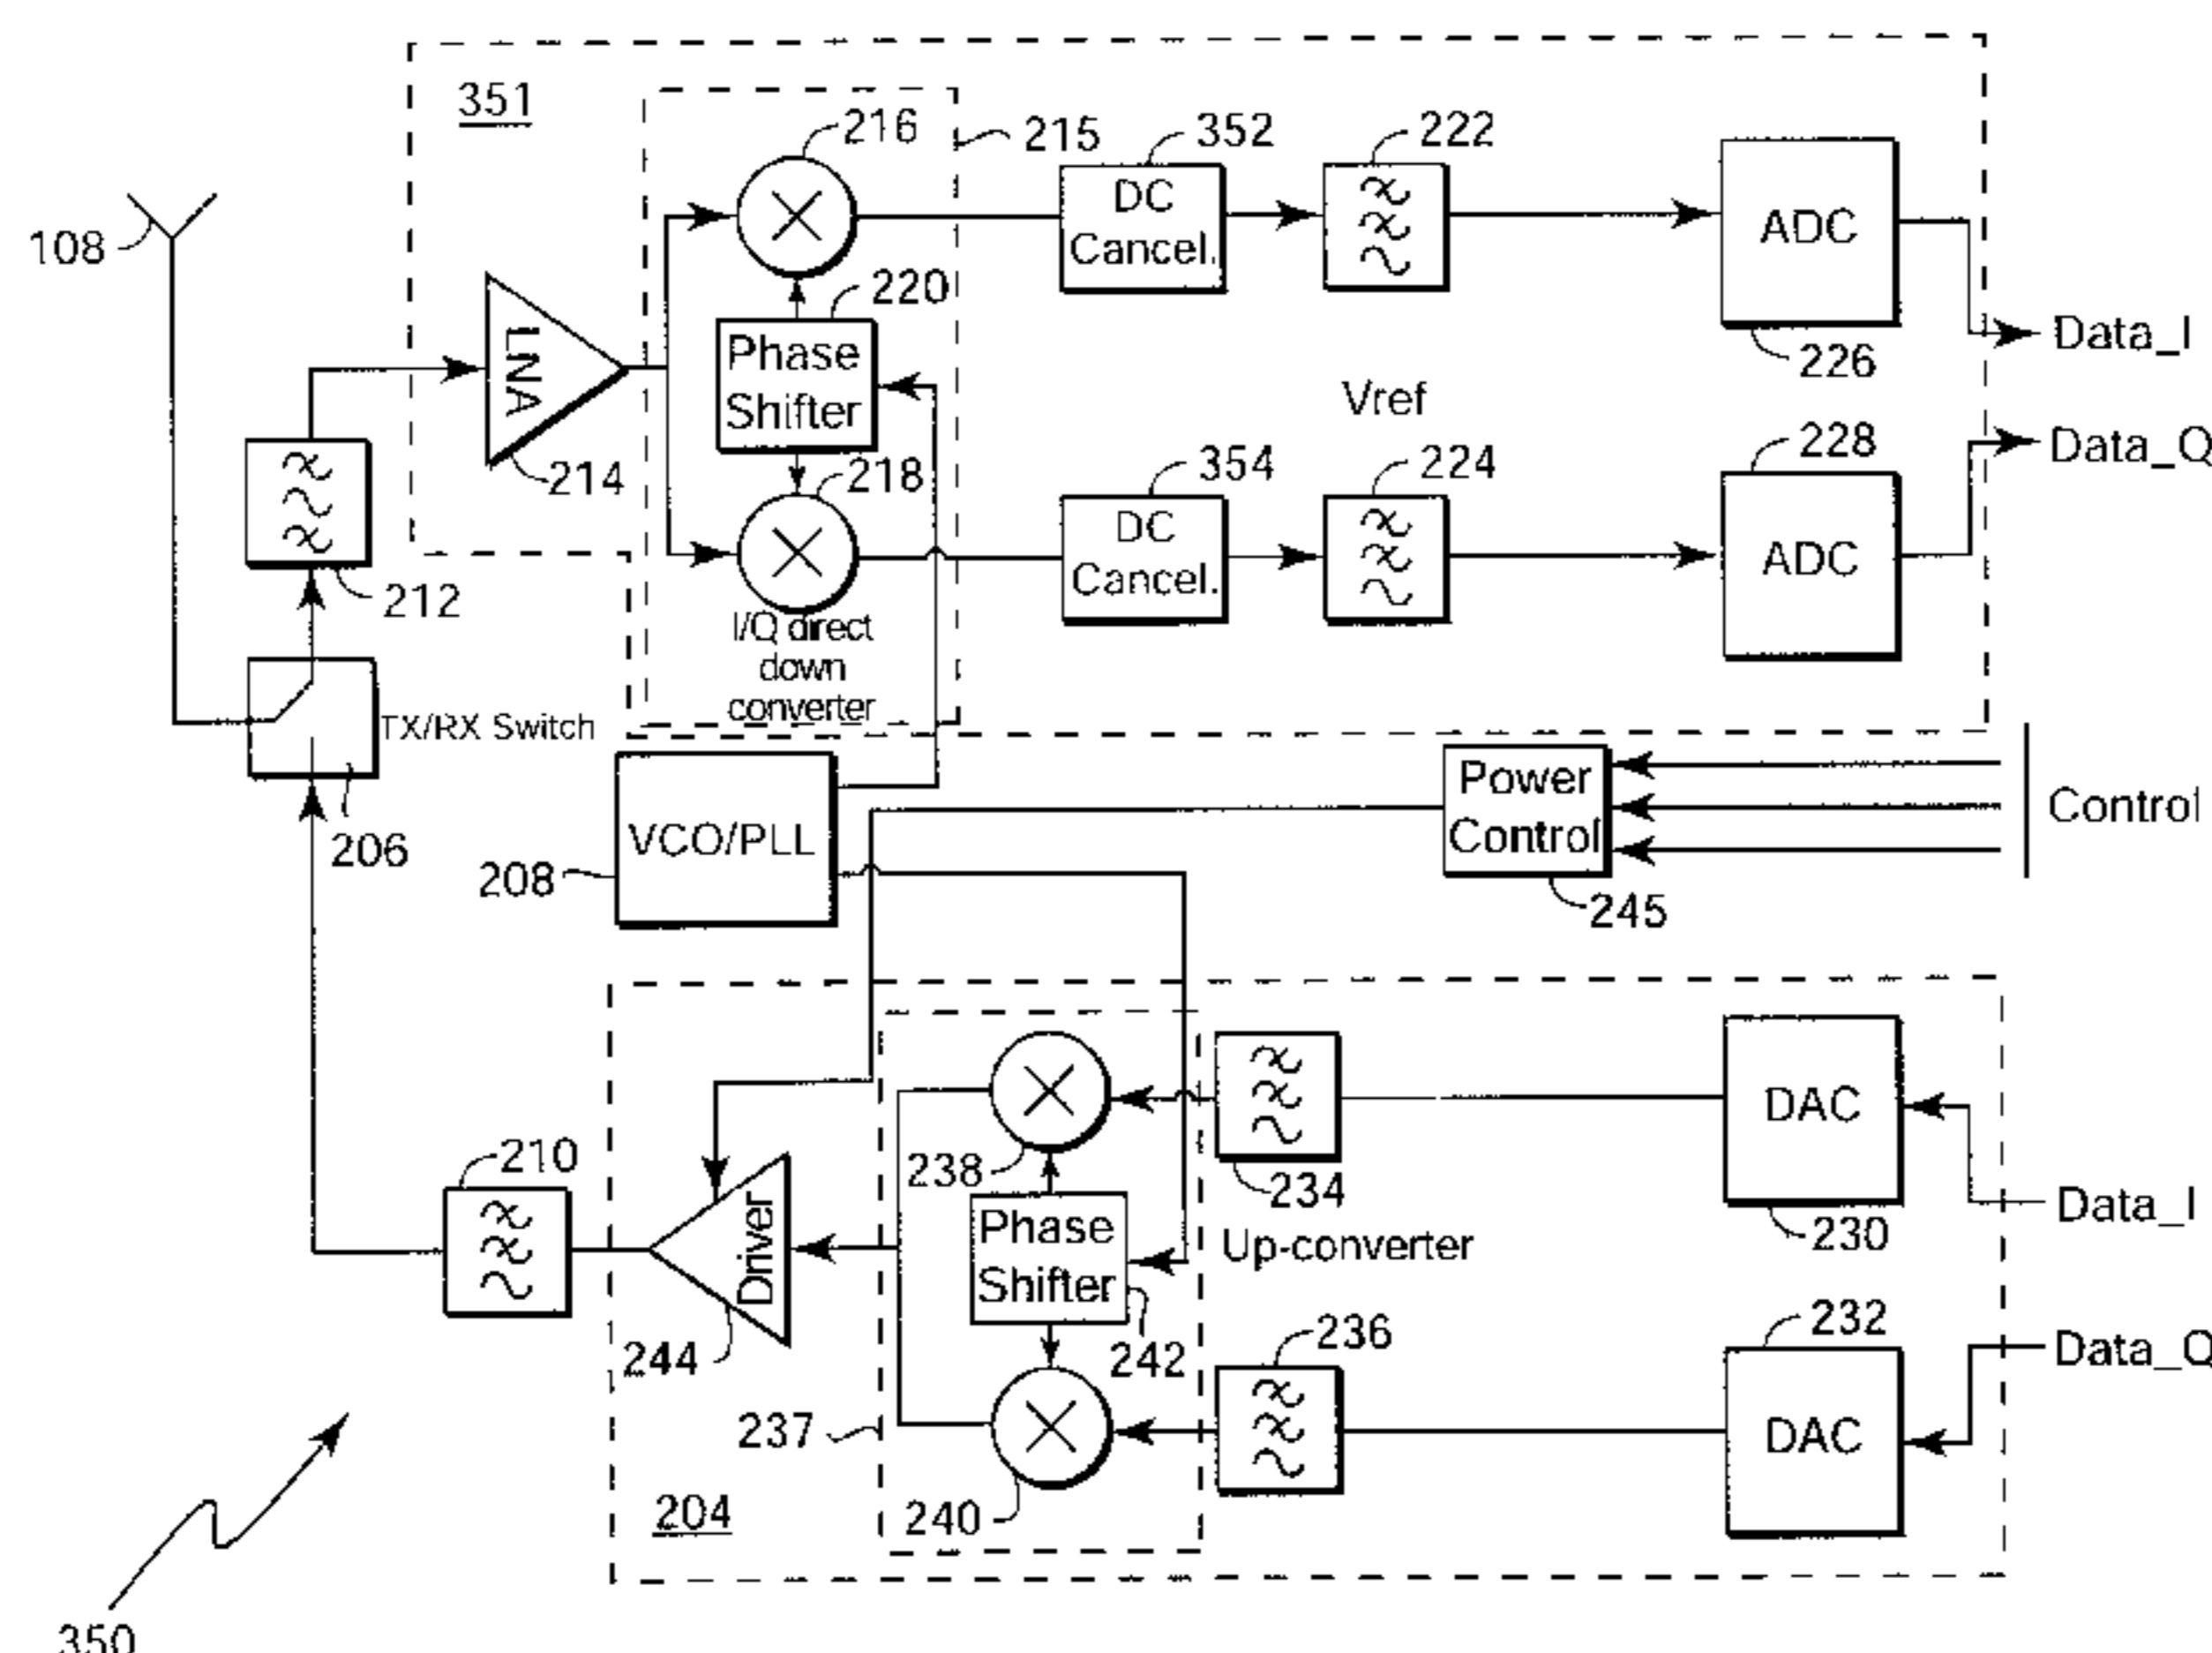 351
216
215
352
222
DC
Cancel.
ADC
108
220
LNA
Phase
Shifter
Vref
226
Data_I
214
218
354
224
228
Data_Q
DC
Cancel.
ADC
212
I/Q direct
down
converter
TX/RX Switch
206
VCO/PLL
208
Power
Control
Control
245
210
238
234
DAC
230
Data_I
Driver
Phase
Shifter
Up-converter
244
242
236
232
Data_Q
237
DAC
204
240
350